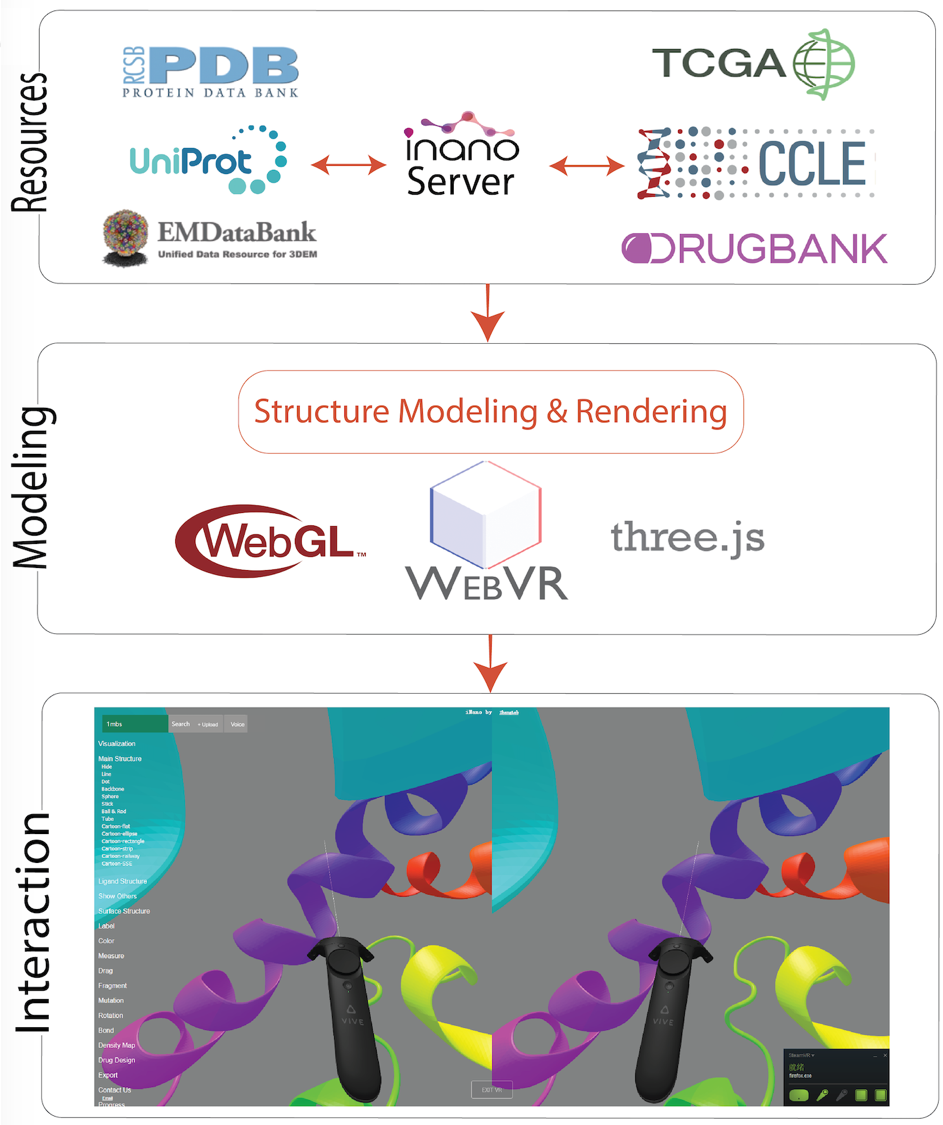 Resources
RCSB
PDB
PROTEIN DATA BANK
TCGA
UniProt
inano
Server
CCLE
EMDataBank
Unified Data Resource for 3DEM
DRUGBANK
Modeling
Structure Modeling & Rendering
WebGL™
WEBVR
three.js
Interaction
1mbs
Search
+ Upload
Voice
iNano by
Visualization
Main Structure
Hide
Line
Dot
Backbone
Sphere
Stick
Ball & Rod
Tube
Cartoon-flat
Cartoon-ellipse
Cartoon-rectangle
Cartoon-strip
Cartoon-railway
Cartoon-SSE
Ligand Structure
Show Others
Surface Structure
Label
Color
Measure
Drag
Fragment
Mutation
Rotation
Bond
Density Map
Drug Design
Export
Contact Us
Progress
VIVE
VIVE
EXIT VR
SteamVR
就绪
firefox.exe